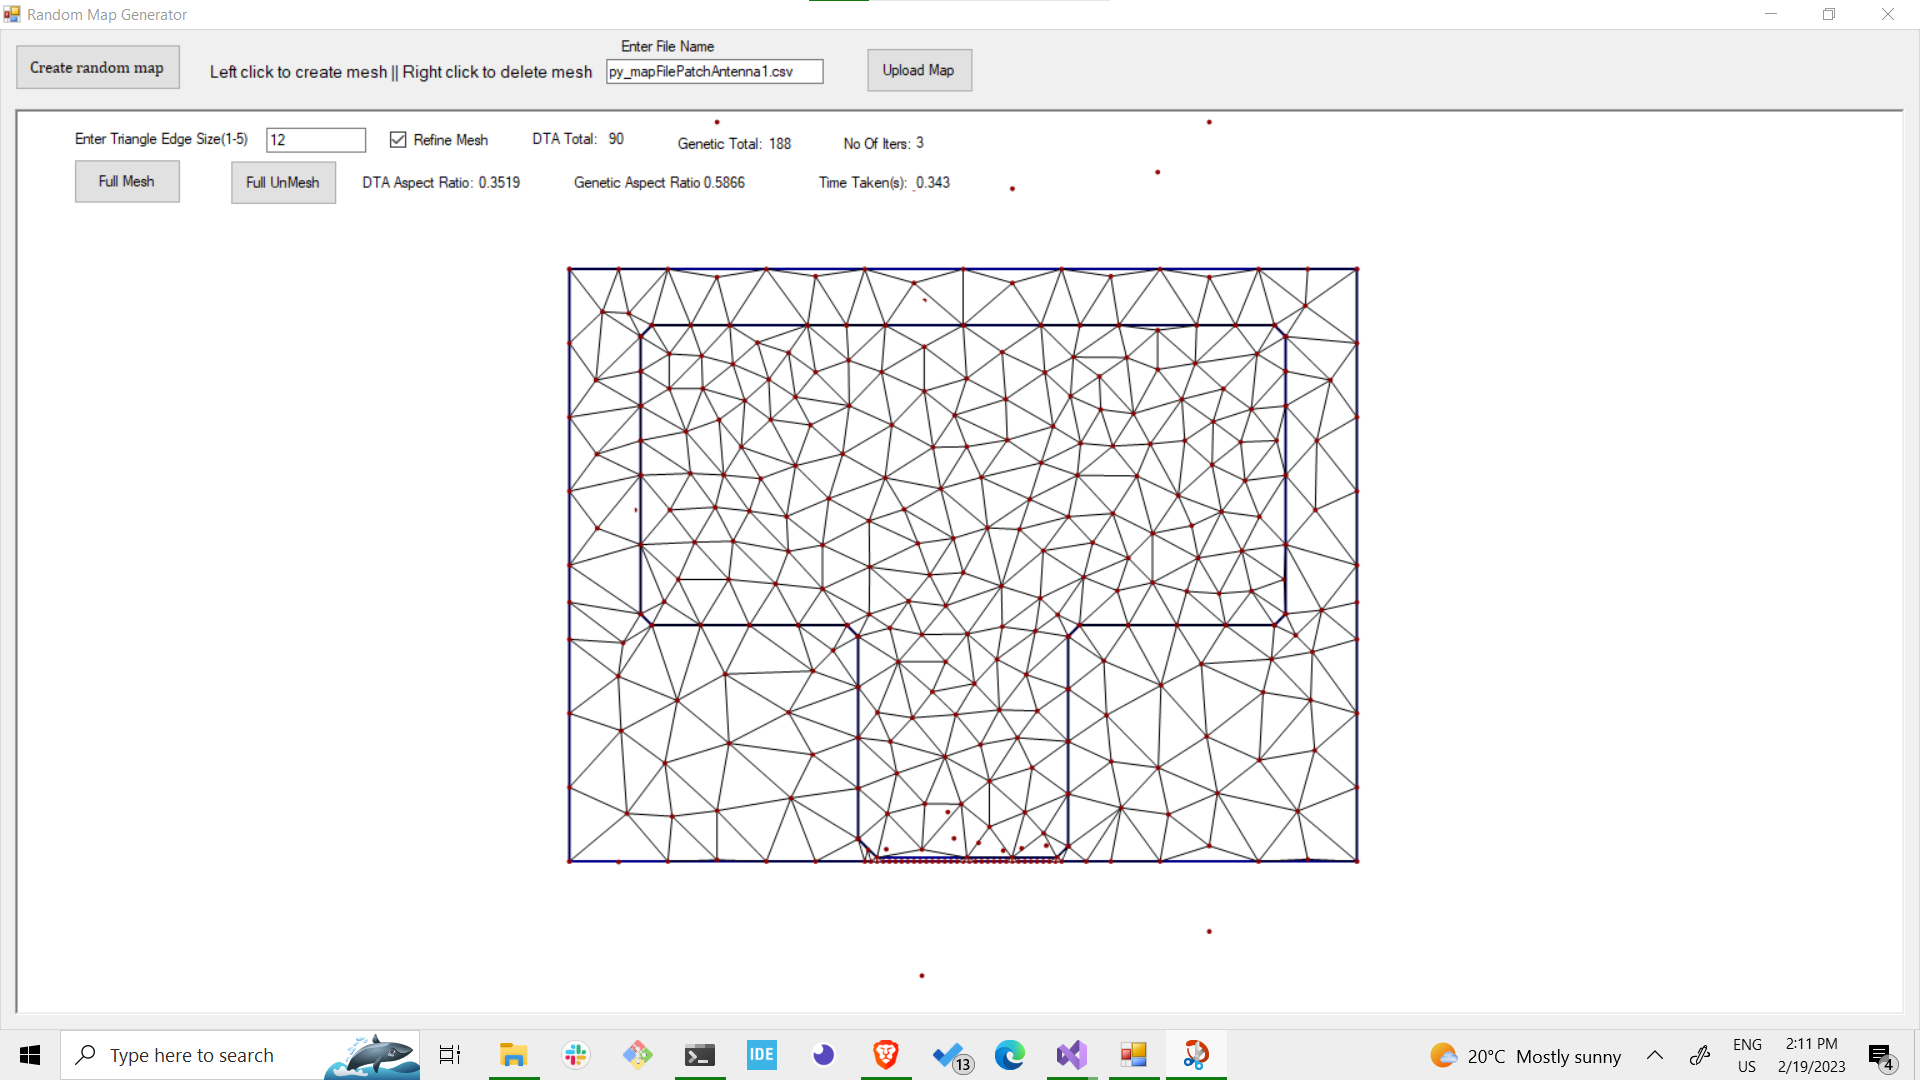 Random Map Generator
Enter File Name
Create random map
Left click to create mesh || Right click to delete mesh
py_mapFilePatchAntenna1.csv
Upload Map
Enter Triangle Edge Size(1-5)
12
Refine Mesh
DTA Total: 90
Genetic Total: 188
No Of Iters: 3
Full Mesh
Full UnMesh
DTA Aspect Ratio: 0.3519
Genetic Aspect Ratio 0.5866
Time Taken(s): 0.343
Type here to search
IDE
13
20°C Mostly sunny
ENG
US
2:11 PM
2/19/2023
4